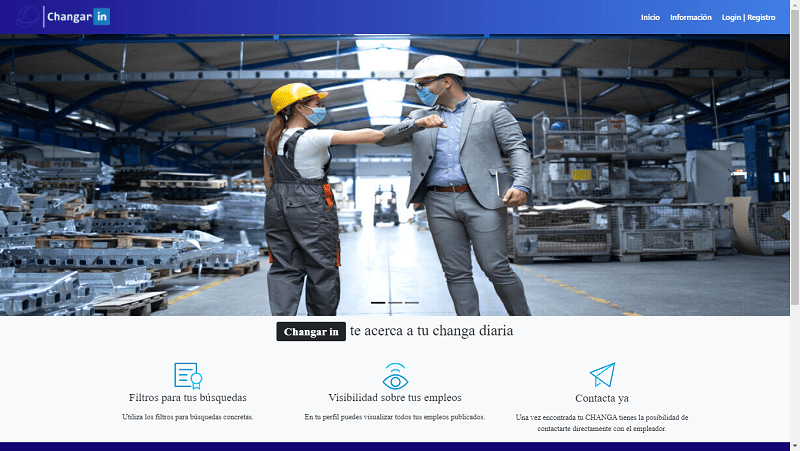 Changar in
Inicio Información Login | Registro
Changar in te acerca a tu changa diaria
Filtros para tus búsquedas
Utiliza los filtros para búsquedas concretas.
Visibilidad sobre tus empleos
En tu perfil puedes visualizar todos tus empleos publicados.
Contacta ya
Una vez encontrada tu CHANGA tienes la posibilidad de
contactarte directamente con el empleador.